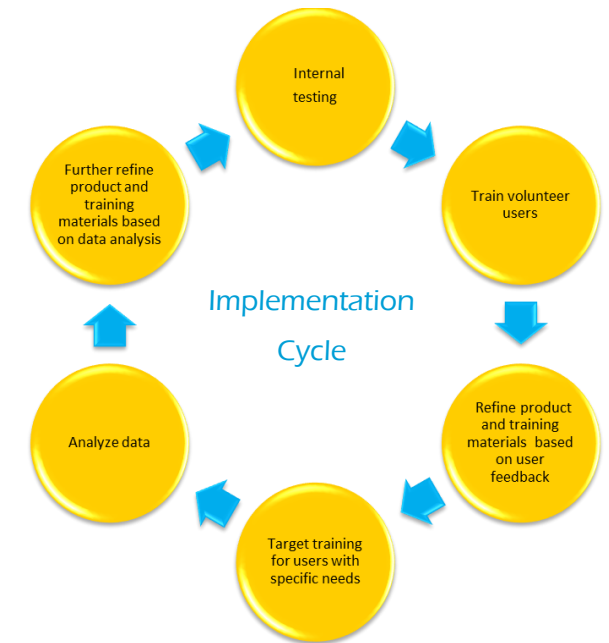 Internal
testing
Train volunteer
users
Refine product
and training
materials based
on user
feedback
Target training
for users with
specific needs
Analyze data
Further refine
product and
training
materials based
on data analysis
Implementation
Cycle